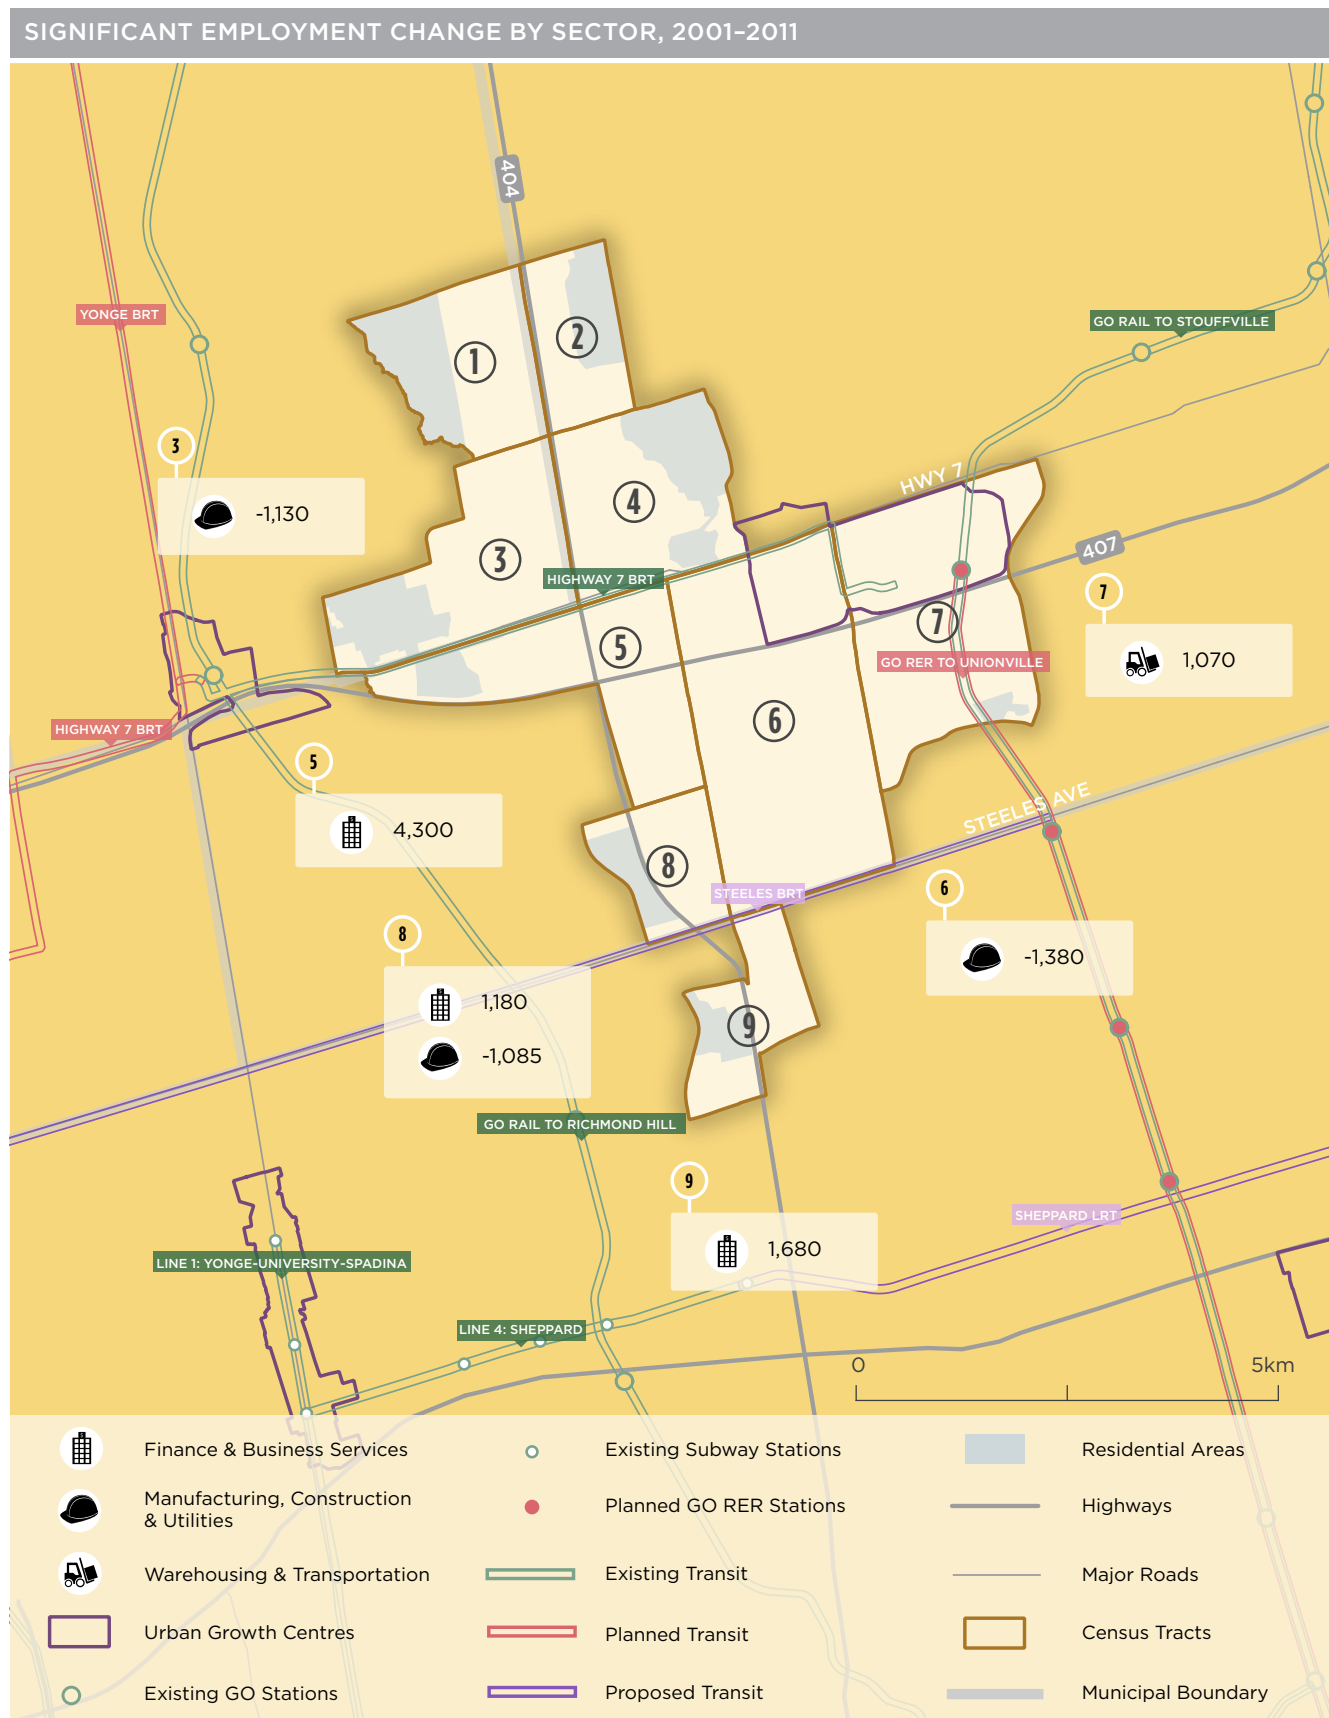 SIGNIFICANT EMPLOYMENT CHANGE BY SECTOR, 2001–2011
404
YONGE BRT
GO RAIL TO STOUFFVILLE
1
2
3
-1,130
4
HWY 7
407
3
HIGHWAY 7 BRT
7
1,070
5
7
GO RER TO UNIONVILLE
6
HIGHWAY 7 BRT
5
4,300
STEELES AVE
8
STEELES BRT
6
-1,380
8
1,180
-1,085
9
GO RAIL TO RICHMOND HILL
9
1,680
SHEPPARD LRT
LINE 1: YONGE-UNIVERSITY-SPADINA
LINE 4: SHEPPARD
0 5km
Finance & Business Services
Manufacturing, Construction
& Utilities
Warehousing & Transportation
Urban Growth Centres
Existing GO Stations
Existing Subway Stations
Planned GO RER Stations
Existing Transit
Planned Transit
Proposed Transit
Residential Areas
Highways
Major Roads
Census Tracts
Municipal Boundary